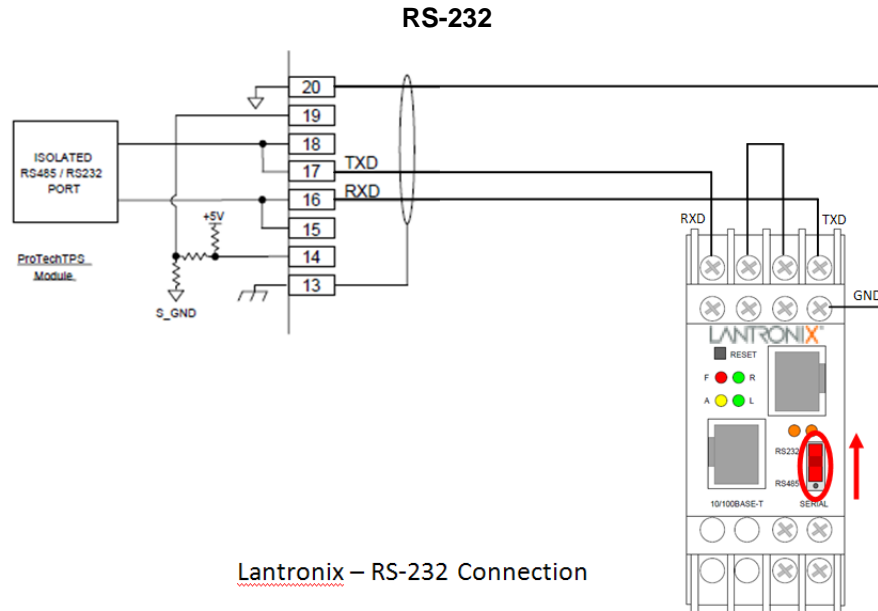 RS-232
20
19
18
17
16
15
14
13
TXD
RXD
ISOLATED
RS485 / RS232
PORT
+5V
ProTechTPS
Module
S_GND
RXD
TXD
GND
LANTRONIX®
RESET
F
R
A
L
RS232
RS485
10/100BASE-T
SERIAL
Lantronix – RS-232 Connection